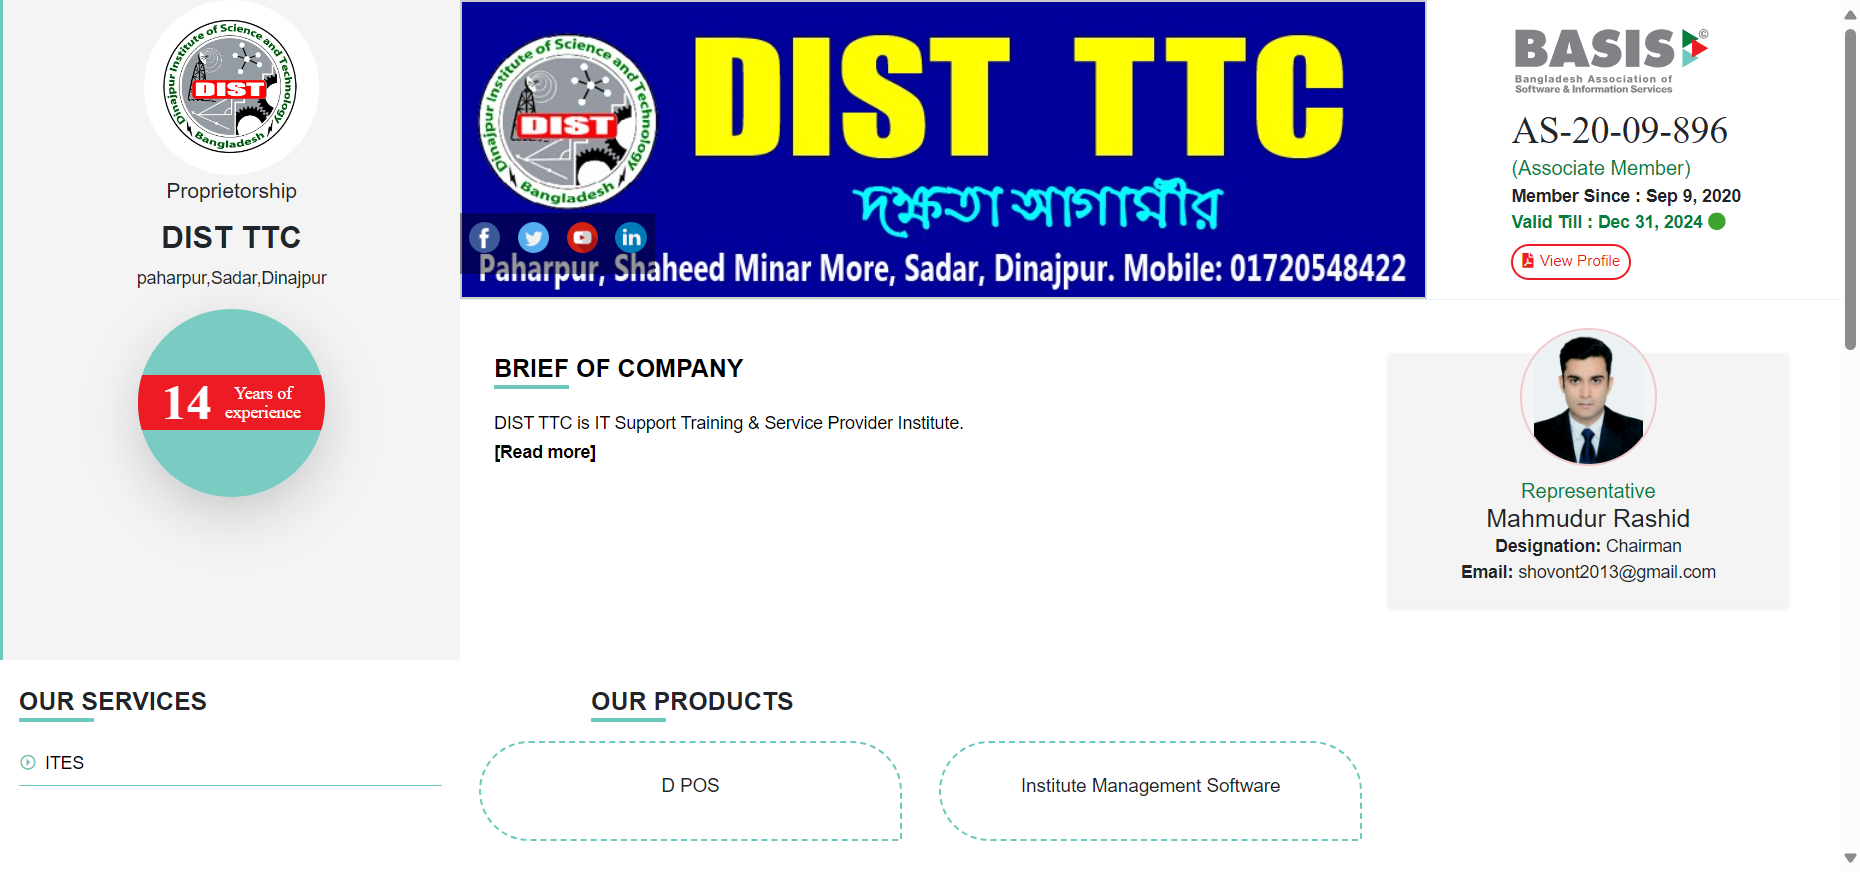 Dinajpur Institute of Science and Technology
DIST
Bangladesh
Proprietorship
DIST TTC
paharpur,Sadar,Dinajpur
14 Years of
experience
Dinajpur Institute of Science and Technology
DIST
Bangladesh
DIST TTC
দক্ষতা আগামীর
Paharpur, Shaheed Minar More, Sadar, Dinajpur. Mobile: 01720548422
BASIS©
Bangladesh Association of
Software & Information Services
AS-20-09-896
(Associate Member)
Member Since : Sep 9, 2020
Valid Till : Dec 31, 2024
View Profile
BRIEF OF COMPANY
DIST TTC is IT Support Training & Service Provider Institute.
[Read more]
Representative
Mahmudur Rashid
Designation: Chairman
Email: shovont2013@gmail.com
OUR SERVICES
ITES
OUR PRODUCTS
D POS
Institute Management Software